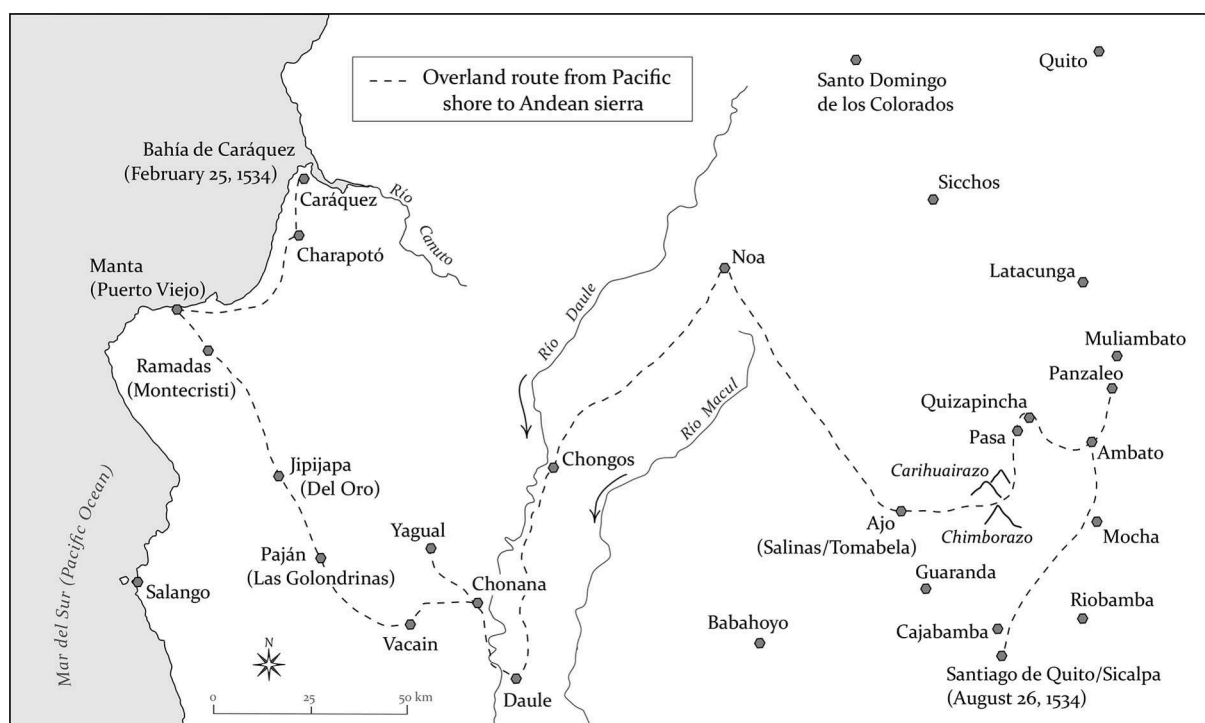 Overland route from Pacific
shore to Andean sierra
Quito
Santo Domingo
de los Colorados
Bahía de Caráquez
(February 25, 1534)
Caráquez
Río
Canuto
Sicchos
Charapotó
Manta
(Puerto Viejo)
Noa
Latacunga
Río Daule
Ramadas
(Montecristi)
Muliambato
Panzaleo
Río Macul
Quizapincha
Pasa
Ambato
Jipijapa
(Del Oro)
Chongos
Carihuairazo
Ajo
(Salinas/Tomabela)
Chimborazo
Mocha
Mar del Sur (Pacific Ocean)
Yagual
Paján
(Las Golondrinas)
Salango
Chonana
Guaranda
Riobamba
Vacain
Babahoyo
Cajabamba
N
Daule
Santiago de Quito/Sicalpa
(August 26, 1534)
0 25 50 km